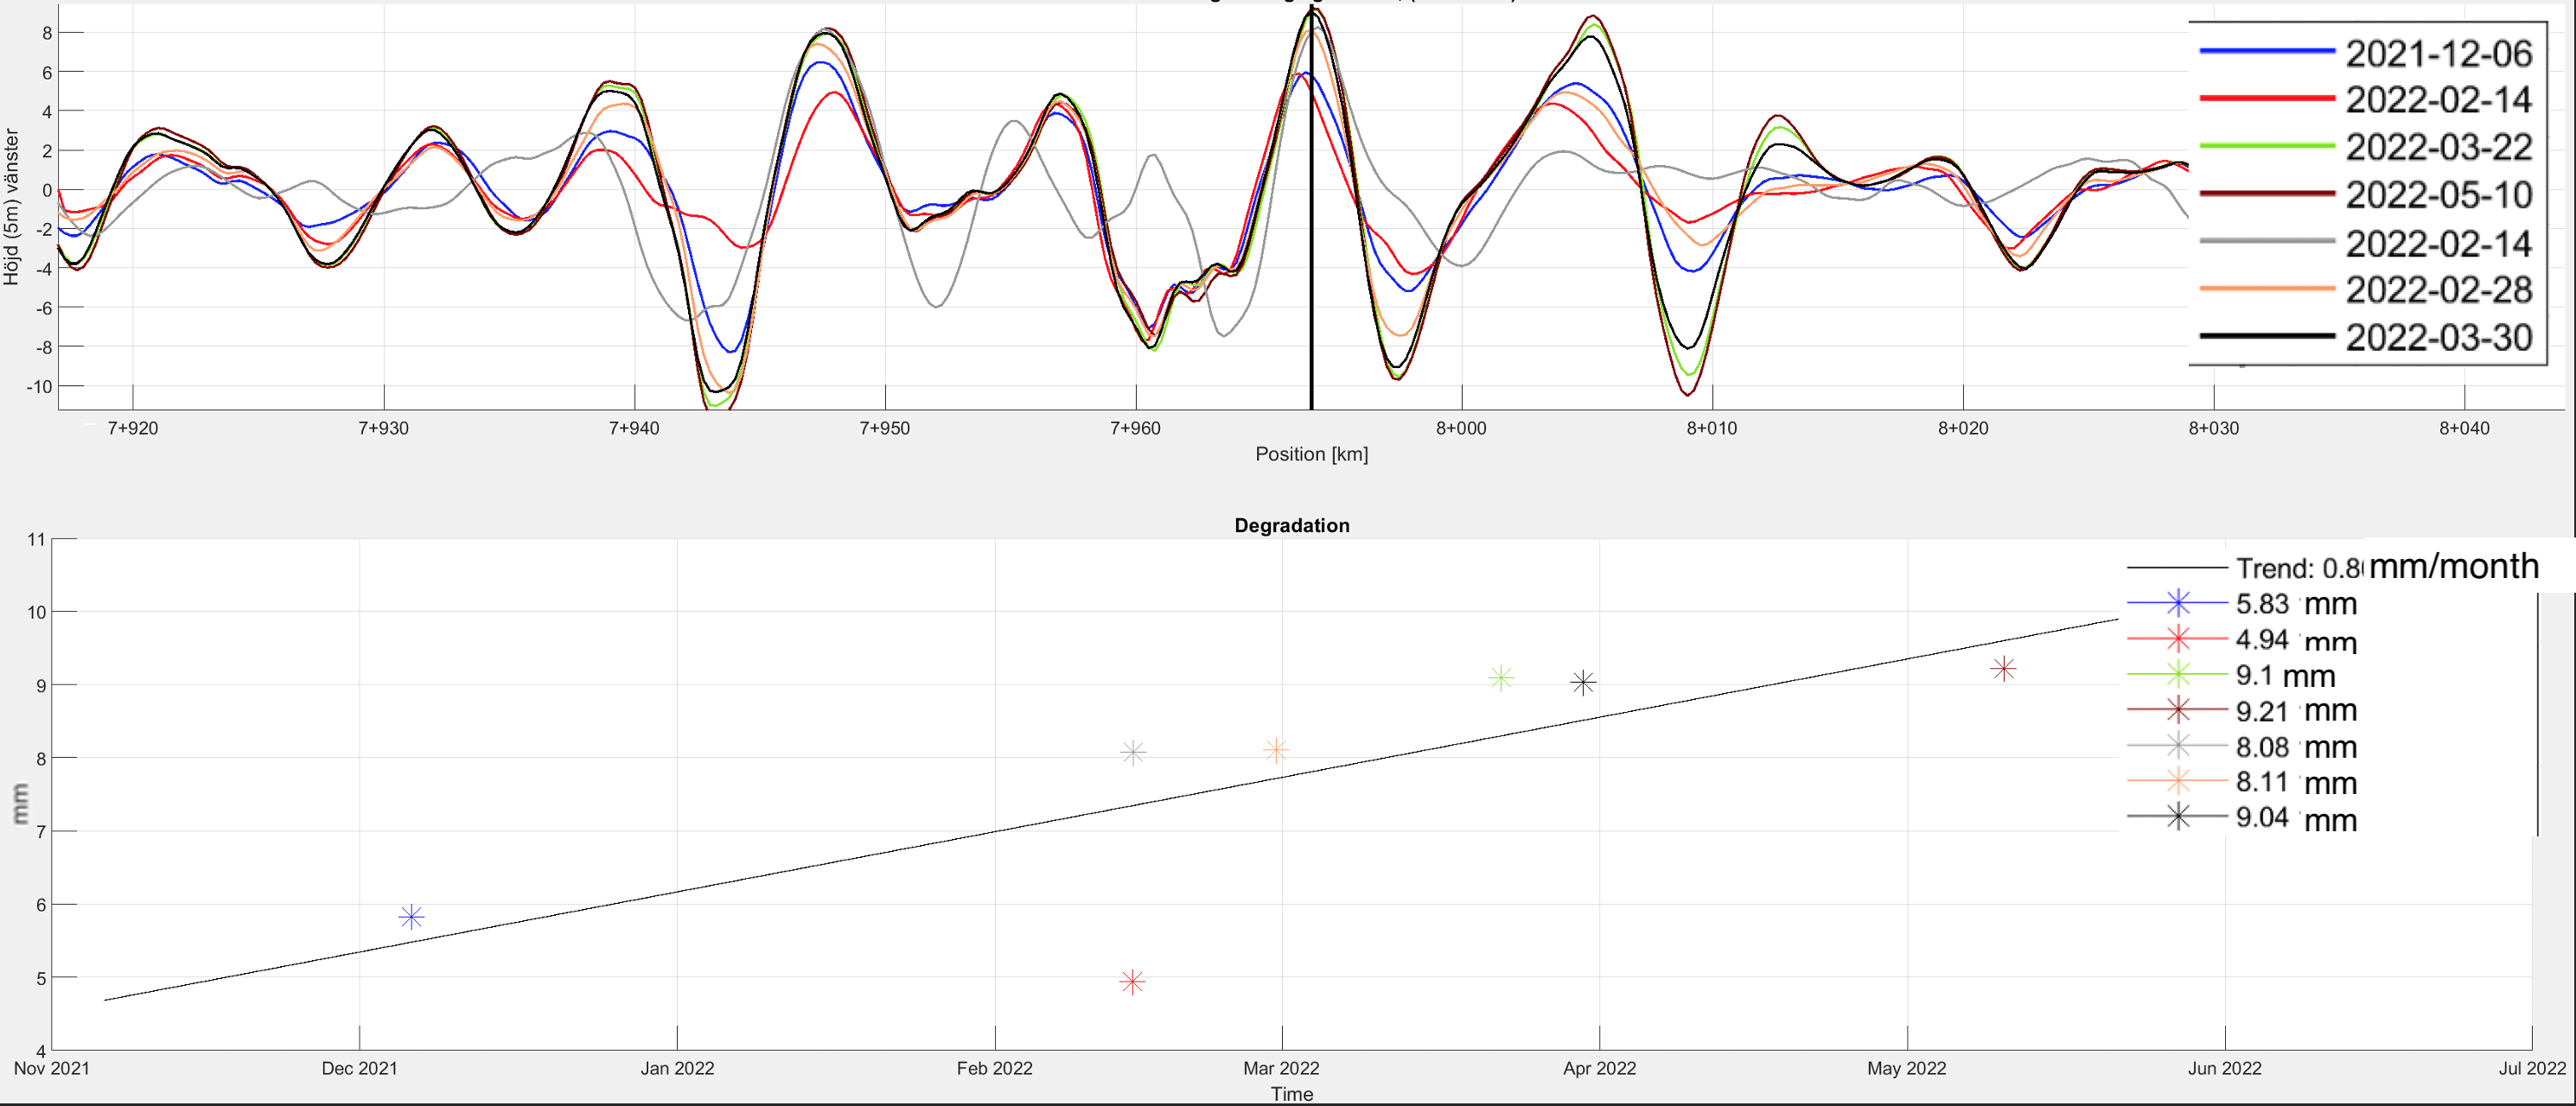 8
6
4
2
0
-2
-4
-6
-8
-10
Höjd (5m) vänster
2021-12-06
2022-02-14
2022-03-22
2022-05-10
2022-02-14
2022-02-28
2022-03-30
7+920 7+930 7+940 7+950 7+960 8+000 8+010 8+020 8+030 8+040
Position [km]
Degradation
11
10
9
8
7
6
5
4
mm
Trend: 0.8 mm/month
5.83 mm
4.94 mm
9.1 mm
9.21 mm
8.08 mm
8.11 mm
9.04 mm
Nov 2021 Dec 2021 Jan 2022 Feb 2022 Mar 2022 Apr 2022 May 2022 Jun 2022 Jul 2022
Time